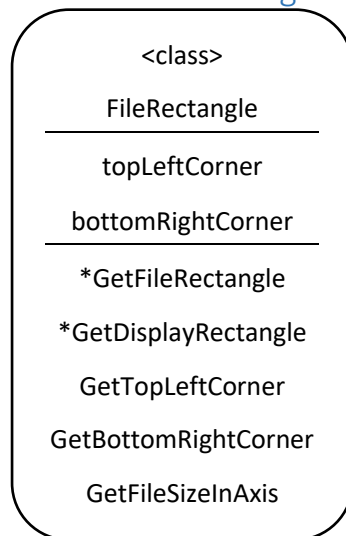 <class>
FileRectangle
topLeftCorner
bottomRightCorner
*GetFileRectangle
*GetDisplayRectangle
GetTopLeftCorner
GetBottomRightCorner
GetFileSizeInAxis